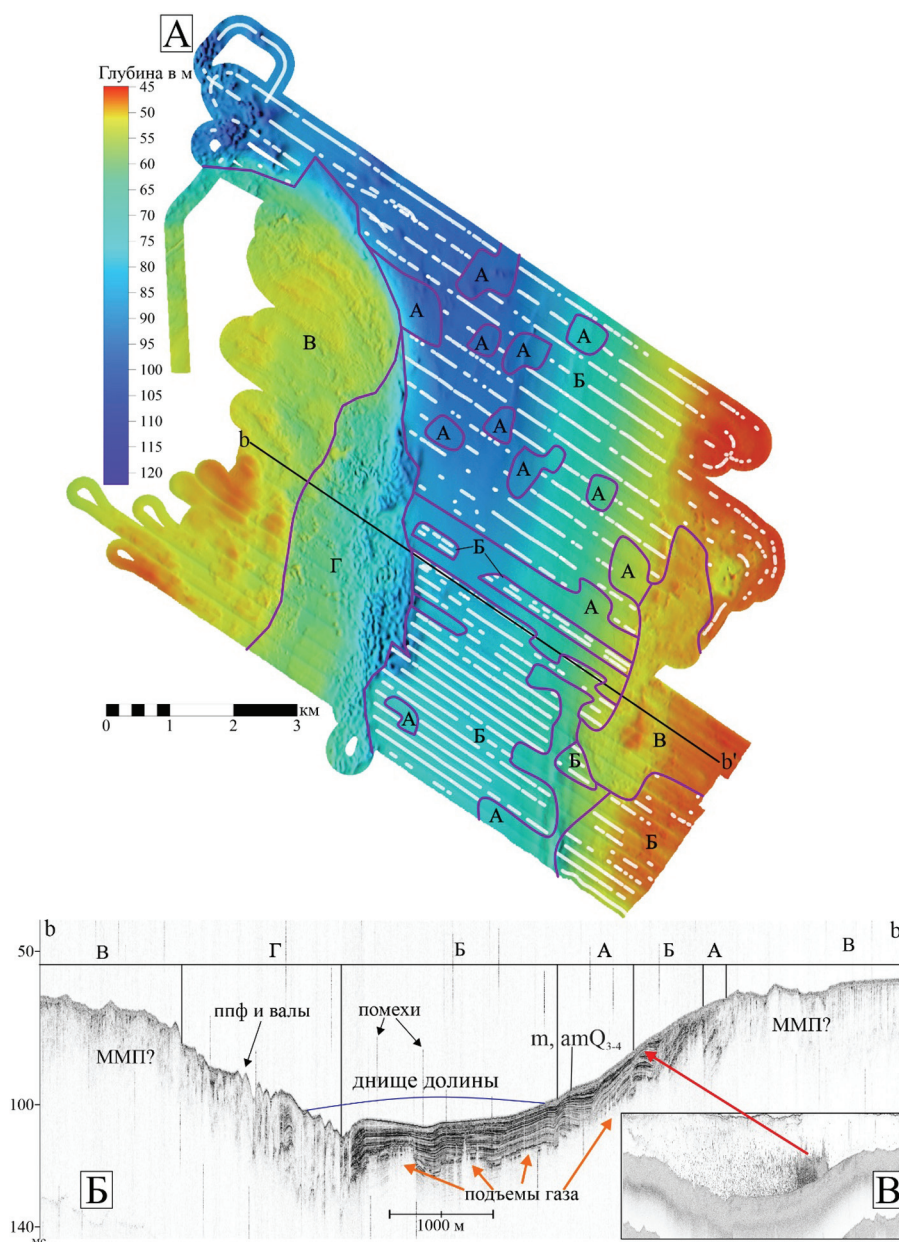 А
Глубина в м
45
50
55
60
65
70
75
80
85
90
95
100
105
110
115
120
А
А
А
А
А
В
Б
А
А
А
А
b
Б
Г
А
А
0 1 2 3 км
А
Б
В
b'
Б
А
Б
b
b
50
В
Г
Б
А
Б
А
В
ппф и валы
помехи
ММП?
m, amQ3-4
ММП?
днище долины
100
Б
подъемы газа
В
1000 м
140
мс